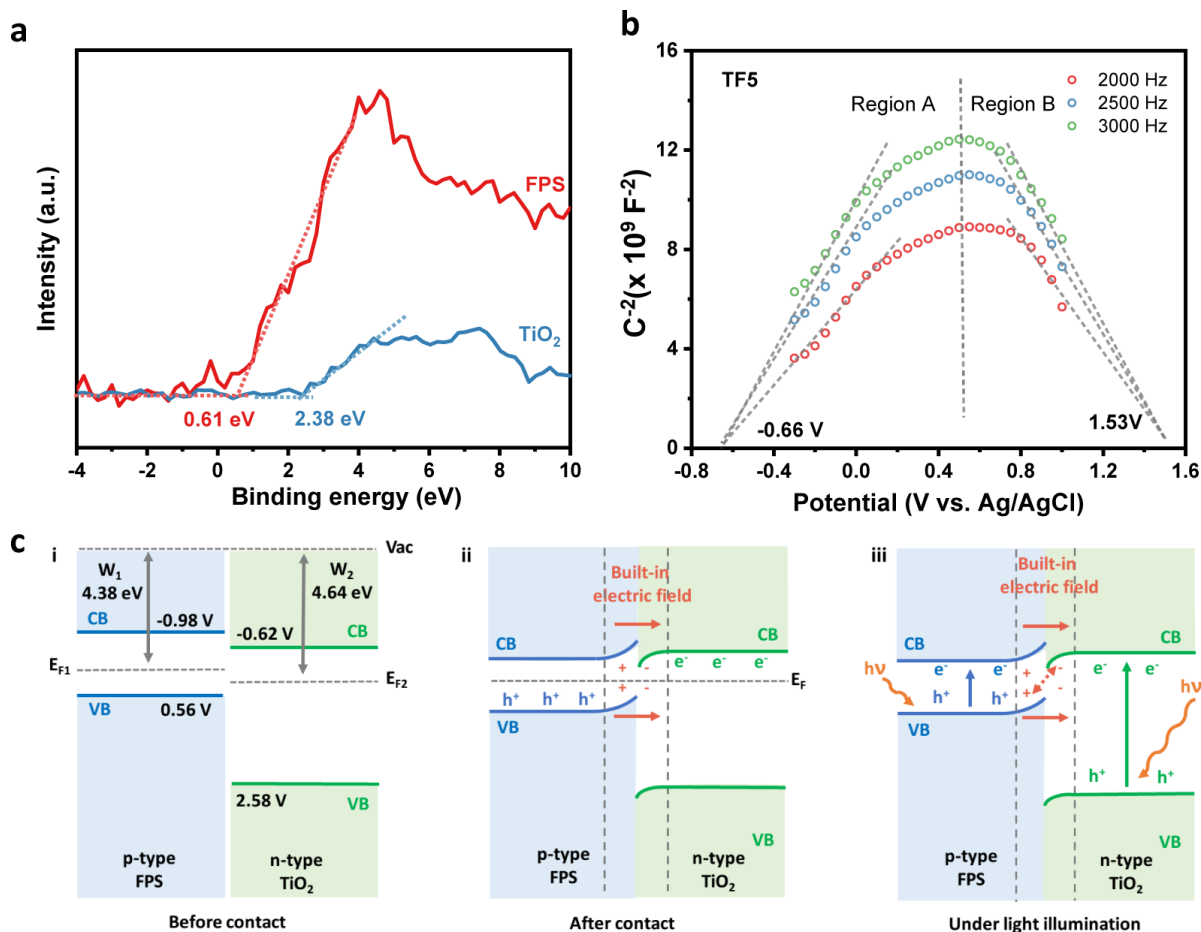 a
Intensity (a.u.)
FPS
TiO₂
0.61 eV
2.38 eV
-4 -2 0 2 4 6 8 10
Binding energy (eV)
b
TF5
Region A
Region B
2000 Hz
2500 Hz
3000 Hz
C⁻²(x 10⁹ F⁻²)
16
12
8
4
0
-0.66 V
1.53V
-0.8 -0.4 0.0 0.4 0.8 1.2 1.6
Potential (V vs. Ag/AgCl)
c
i
Vac
W₁
4.38 eV
W₂
4.64 eV
CB
-0.98 V
-0.62 V
CB
E_F1
E_F2
VB
0.56 V
2.58 V
VB
p-type
FPS
n-type
TiO₂
Before contact
ii
Built-in
electric field
CB
CB
+ -
e⁻ e⁻ e⁻
+ -
E_F
h⁺ h⁺ h⁺
VB
VB
p-type
FPS
n-type
TiO₂
After contact
iii
Built-in
electric field
CB
CB
hν
e⁻ e⁻
+ -
e⁻ e⁻
h⁺ h⁺
+ -
hν
VB
h⁺ h⁺
VB
p-type
FPS
n-type
TiO₂
Under light illumination